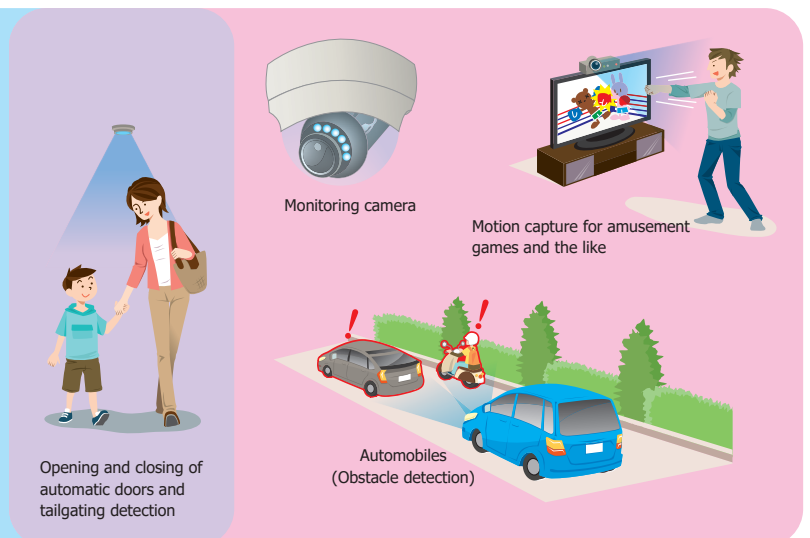 Opening and closing of
automatic doors and
tailgating detection
Monitoring camera
Motion capture for amusement
games and the like
Automobiles
(Obstacle detection)